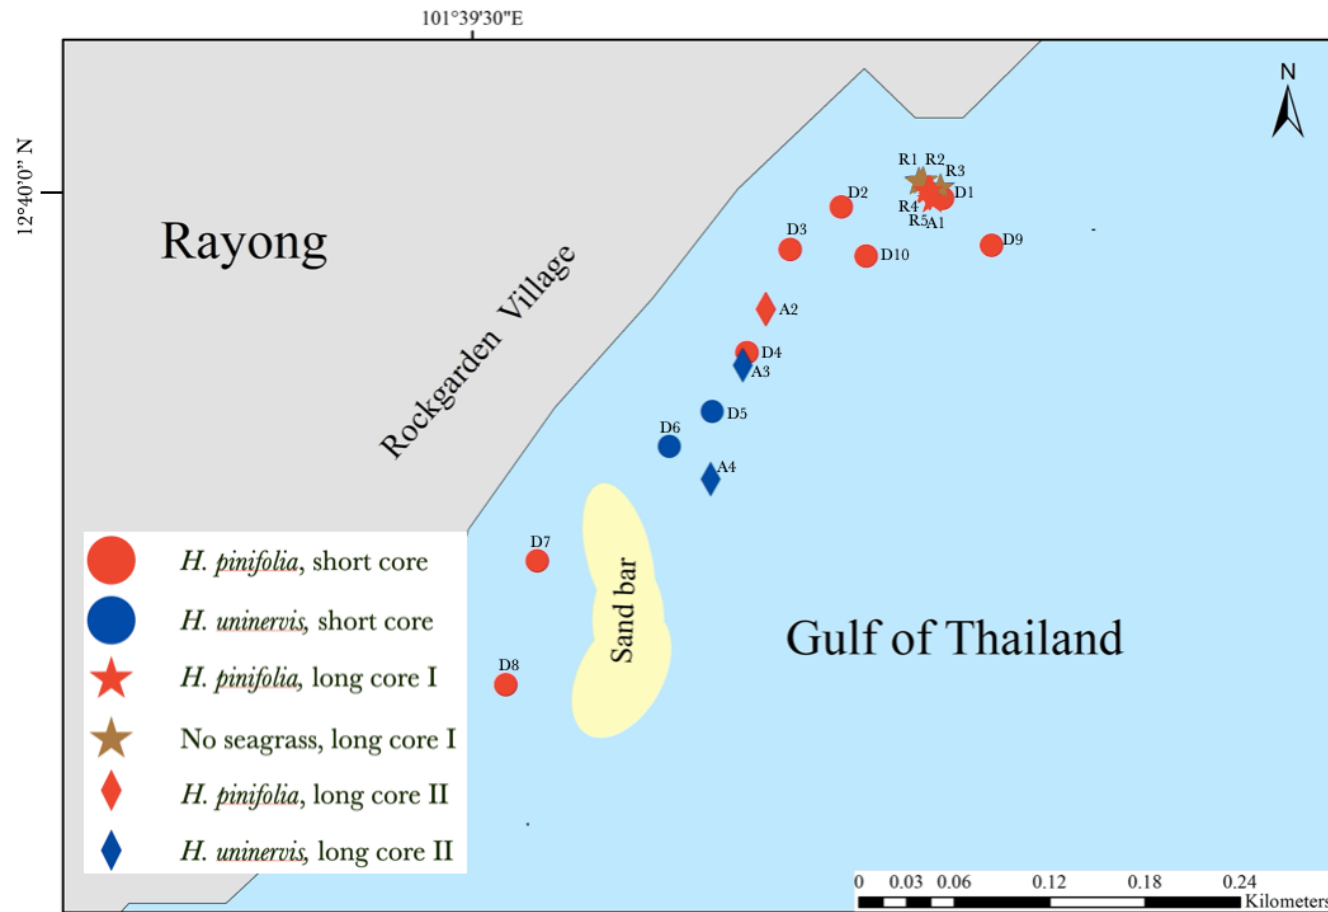 101°39'30"E
N
12°40'0" N
R1
R2
R3
D2
D1
R4
R5
A1
Rayong
D3
D9
D10
Rockgarden Village
A2
D4
A3
D5
D6
A4
D7
H. pinifolia, short core
H. uninervis, short core
Sand bar
Gulf of Thailand
D8
H. pinifolia, long core I
No seagrass, long core I
H. pinifolia, long core II
H. uninervis, long core II
0 0.03 0.06 0.12 0.18 0.24
Kilometers